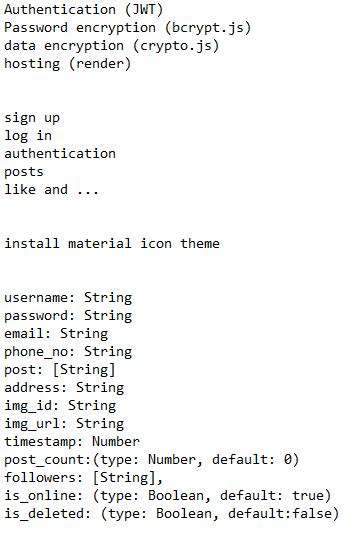 Authentication (JWT)
Password encryption (bcrypt.js)
data encryption (crypto.js)
hosting (render)
sign up
log in
authentication
posts
like and ...
install material icon theme
username: String
password: String
email: String
phone_no: String
post: [String]
address: String
img_id: String
img_url: String
timestamp: Number
post_count:(type: Number, default: 0)
followers: [String],
is_online: (type: Boolean, default: true)
is_deleted: (type: Boolean, default:false)